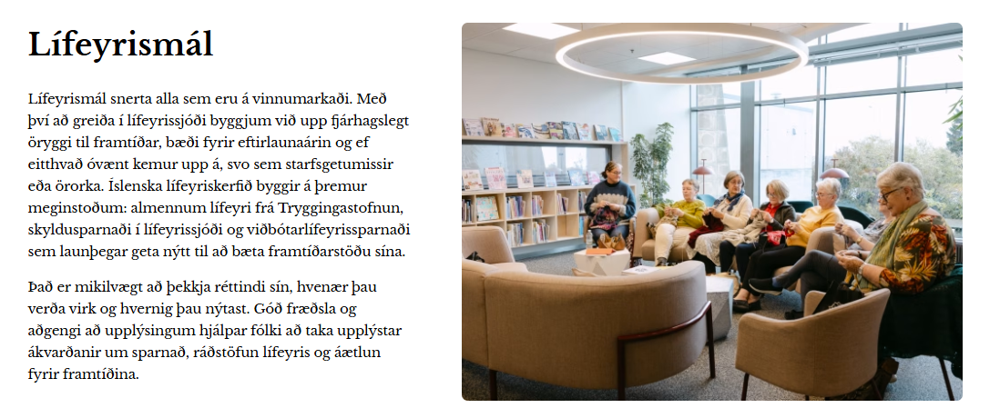 Lífeyrismál
Lífeyrismál snerta alla sem eru á vinnumarkaði. Með
því að greiða í lífeyrissjóði byggjum við upp fjárhagslegt
öryggi til framtíðar, bæði fyrir eftirlaunaárin og ef
eitthvað óvænt kemur upp á, svo sem starfsgetumissir
eða örorka. Íslenska lífeyriskerfið byggir á þremur
meginstoðum: almennum lífeyri frá Tryggingastofnun,
skyldusparnaði í lífeyrissjóði og viðbótarlífeyrissparnaði
sem launþegar geta nýtt til að bæta framtíðarstöðu sína.
Það er mikilvægt að þekkja réttindi sín, hvenær þau
verða virk og hvernig þau nýtast. Góð fræðsla og
aðgengi að upplýsingum hjálpar fólki að taka upplýstar
ákvarðanir um sparnað, ráðstöfun lífeyris og áætlun
fyrir framtíðina.